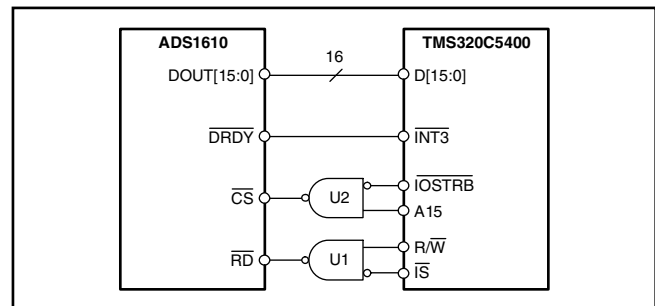 ADS1610 TMS320C5400
16
DOUT[15:0] D[15:0]
DRDY INT3
IOSTRB
CS U2
A15
R/W
RD U1
IS